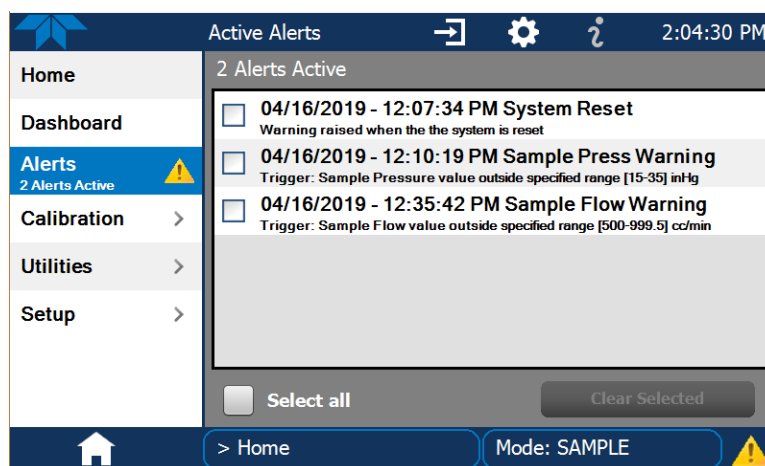 Active Alerts
2:04:30 PM
Home
Dashboard
Alerts
2 Alerts Active
Calibration
Utilities
Setup
2 Alerts Active
04/16/2019 - 12:07:34 PM System Reset
Warning raised when the the system is reset
04/16/2019 - 12:10:19 PM Sample Press Warning
Trigger: Sample Pressure value outside specified range [15-35] inHg
04/16/2019 - 12:35:42 PM Sample Flow Warning
Trigger: Sample Flow value outside specified range [500-999.5] cc/min
Select all
Clear Selected
> Home
Mode: SAMPLE